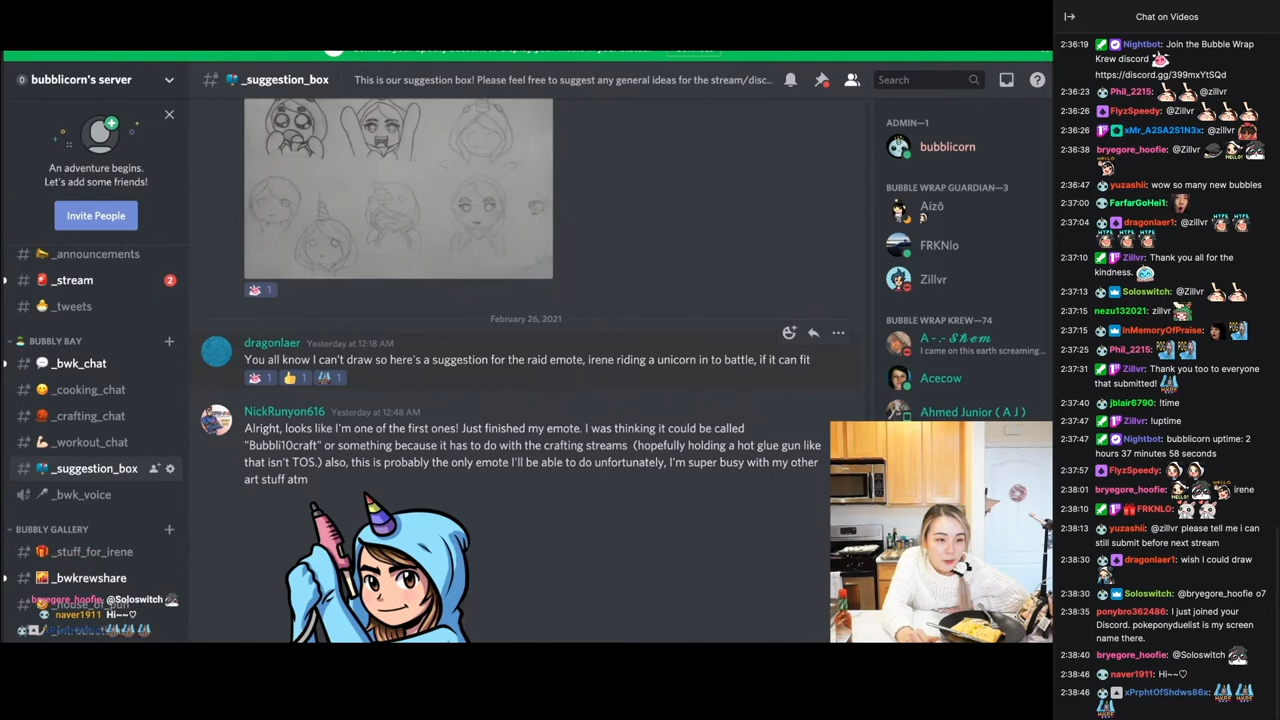 bubblicorn's server
_suggestion_box
This is our suggestion box! Please feel free to suggest any general ideas for the stream/disc...
Search
An adventure begins.
Let's add some friends!
Invite People
_announcements
_stream
2
_tweets
BUBBLY BAY
_bwk_chat
_cooking_chat
_crafting_chat
_workout_chat
_suggestion_box
_bwk_voice
BUBBLY GALLERY
_stuff_for_irene
_bwkrewshare
bryegore_hoofie: @Soloswitch
naver1911: Hi~~♡
1
February 26, 2021
dragonlaer Yesterday at 12:18 AM
You all know I can't draw so here's a suggestion for the raid emote, irene riding a unicorn in to battle, if it can fit
1 1 1
NickRunyon616 Yesterday at 12:48 AM
Alright, looks like I'm one of the first ones! Just finished my emote. I was thinking it could be called
"Bubbli10craft" or something because it has to do with the crafting streams (hopefully holding a hot glue gun like
that isn't TOS.) also, this is probably the only emote I'll be able to do unfortunately, I'm super busy with my other
art stuff atm
ADMIN—1
bubblicorn
BUBBLE WRAP GUARDIAN—3
Aizō
FRKNlo
Zillvr
BUBBLE WRAP KREW—74
A -.- Shem
I came on this earth screaming...
Acecow
Ahmed Junior ( A J )
Chat on Videos
2:36:19 Nightbot: Join the Bubble Wrap
Krew discord
https://discord.gg/399mxYtSQd
2:36:23 Phil_2215: @zillvr
2:36:26 FlyzSpeedy: @Zillvr
2:36:26 xMr_A2SA2S1N3x: @zillvr
2:36:38 bryegore_hoofie: @Zillvr
2:36:47 yuzashii: wow so many new bubbles
2:37:00 FarfarGoHei1:
2:37:04 dragonlaer1: @zillvr
2:37:10 Zillvr: Thank you all for the
kindness.
2:37:13 Soloswitch: @Zillvr
2:37:15 nezu132021: zillvr
2:37:15 InMemoryOfPraise:
2:37:25 Phil_2215:
2:37:31 Zillvr: Thank you too to everyone
that submitted!
2:37:40 jblair6790: !time
2:37:47 Zillvr: !uptime
2:37:47 Nightbot: bubblicorn uptime: 2
hours 37 minutes 58 seconds
2:37:57 FlyzSpeedy:
2:38:01 bryegore_hoofie: irene
2:38:10 FRKNLO:
2:38:13 yuzashii: @zillvr please tell me i can
still submit before next stream
2:38:30 dragonlaer1: wish I could draw
2:38:30 Soloswitch: @bryegore_hoofie o7
2:38:35 ponybro362486: I just joined your
Discord. pokeponyduelist is my screen
name there.
2:38:40 bryegore_hoofie: @Soloswitch
2:38:46 naver1911: Hi~~♡
2:38:46 xPrphtOfShdws86x: